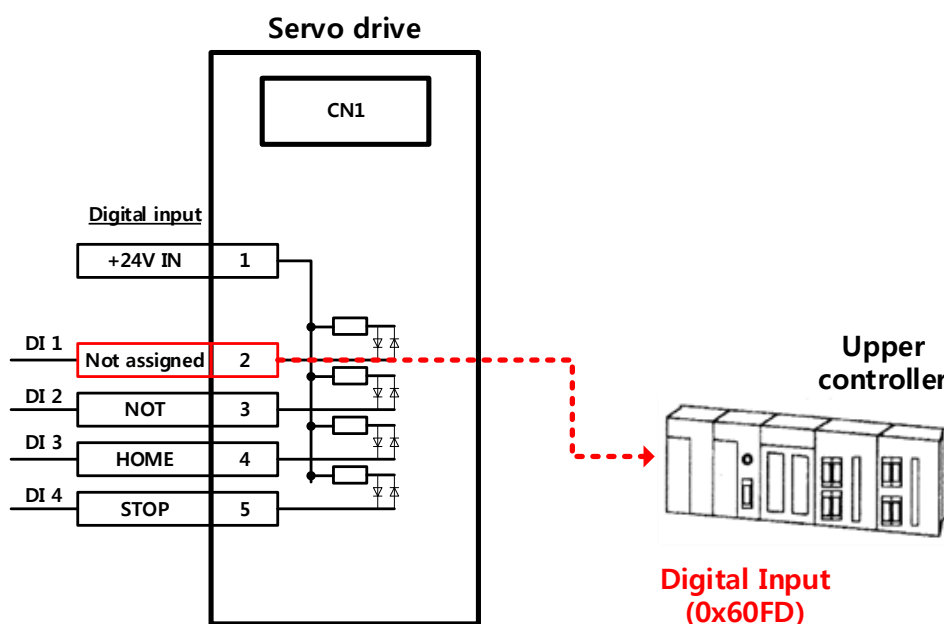 Servo drive
CN1
Digital input
+24V IN 1
DI 1 Not assigned 2
DI 2 NOT 3
DI 3 HOME 4
DI 4 STOP 5
Upper
controller
Digital Input
(0x60FD)